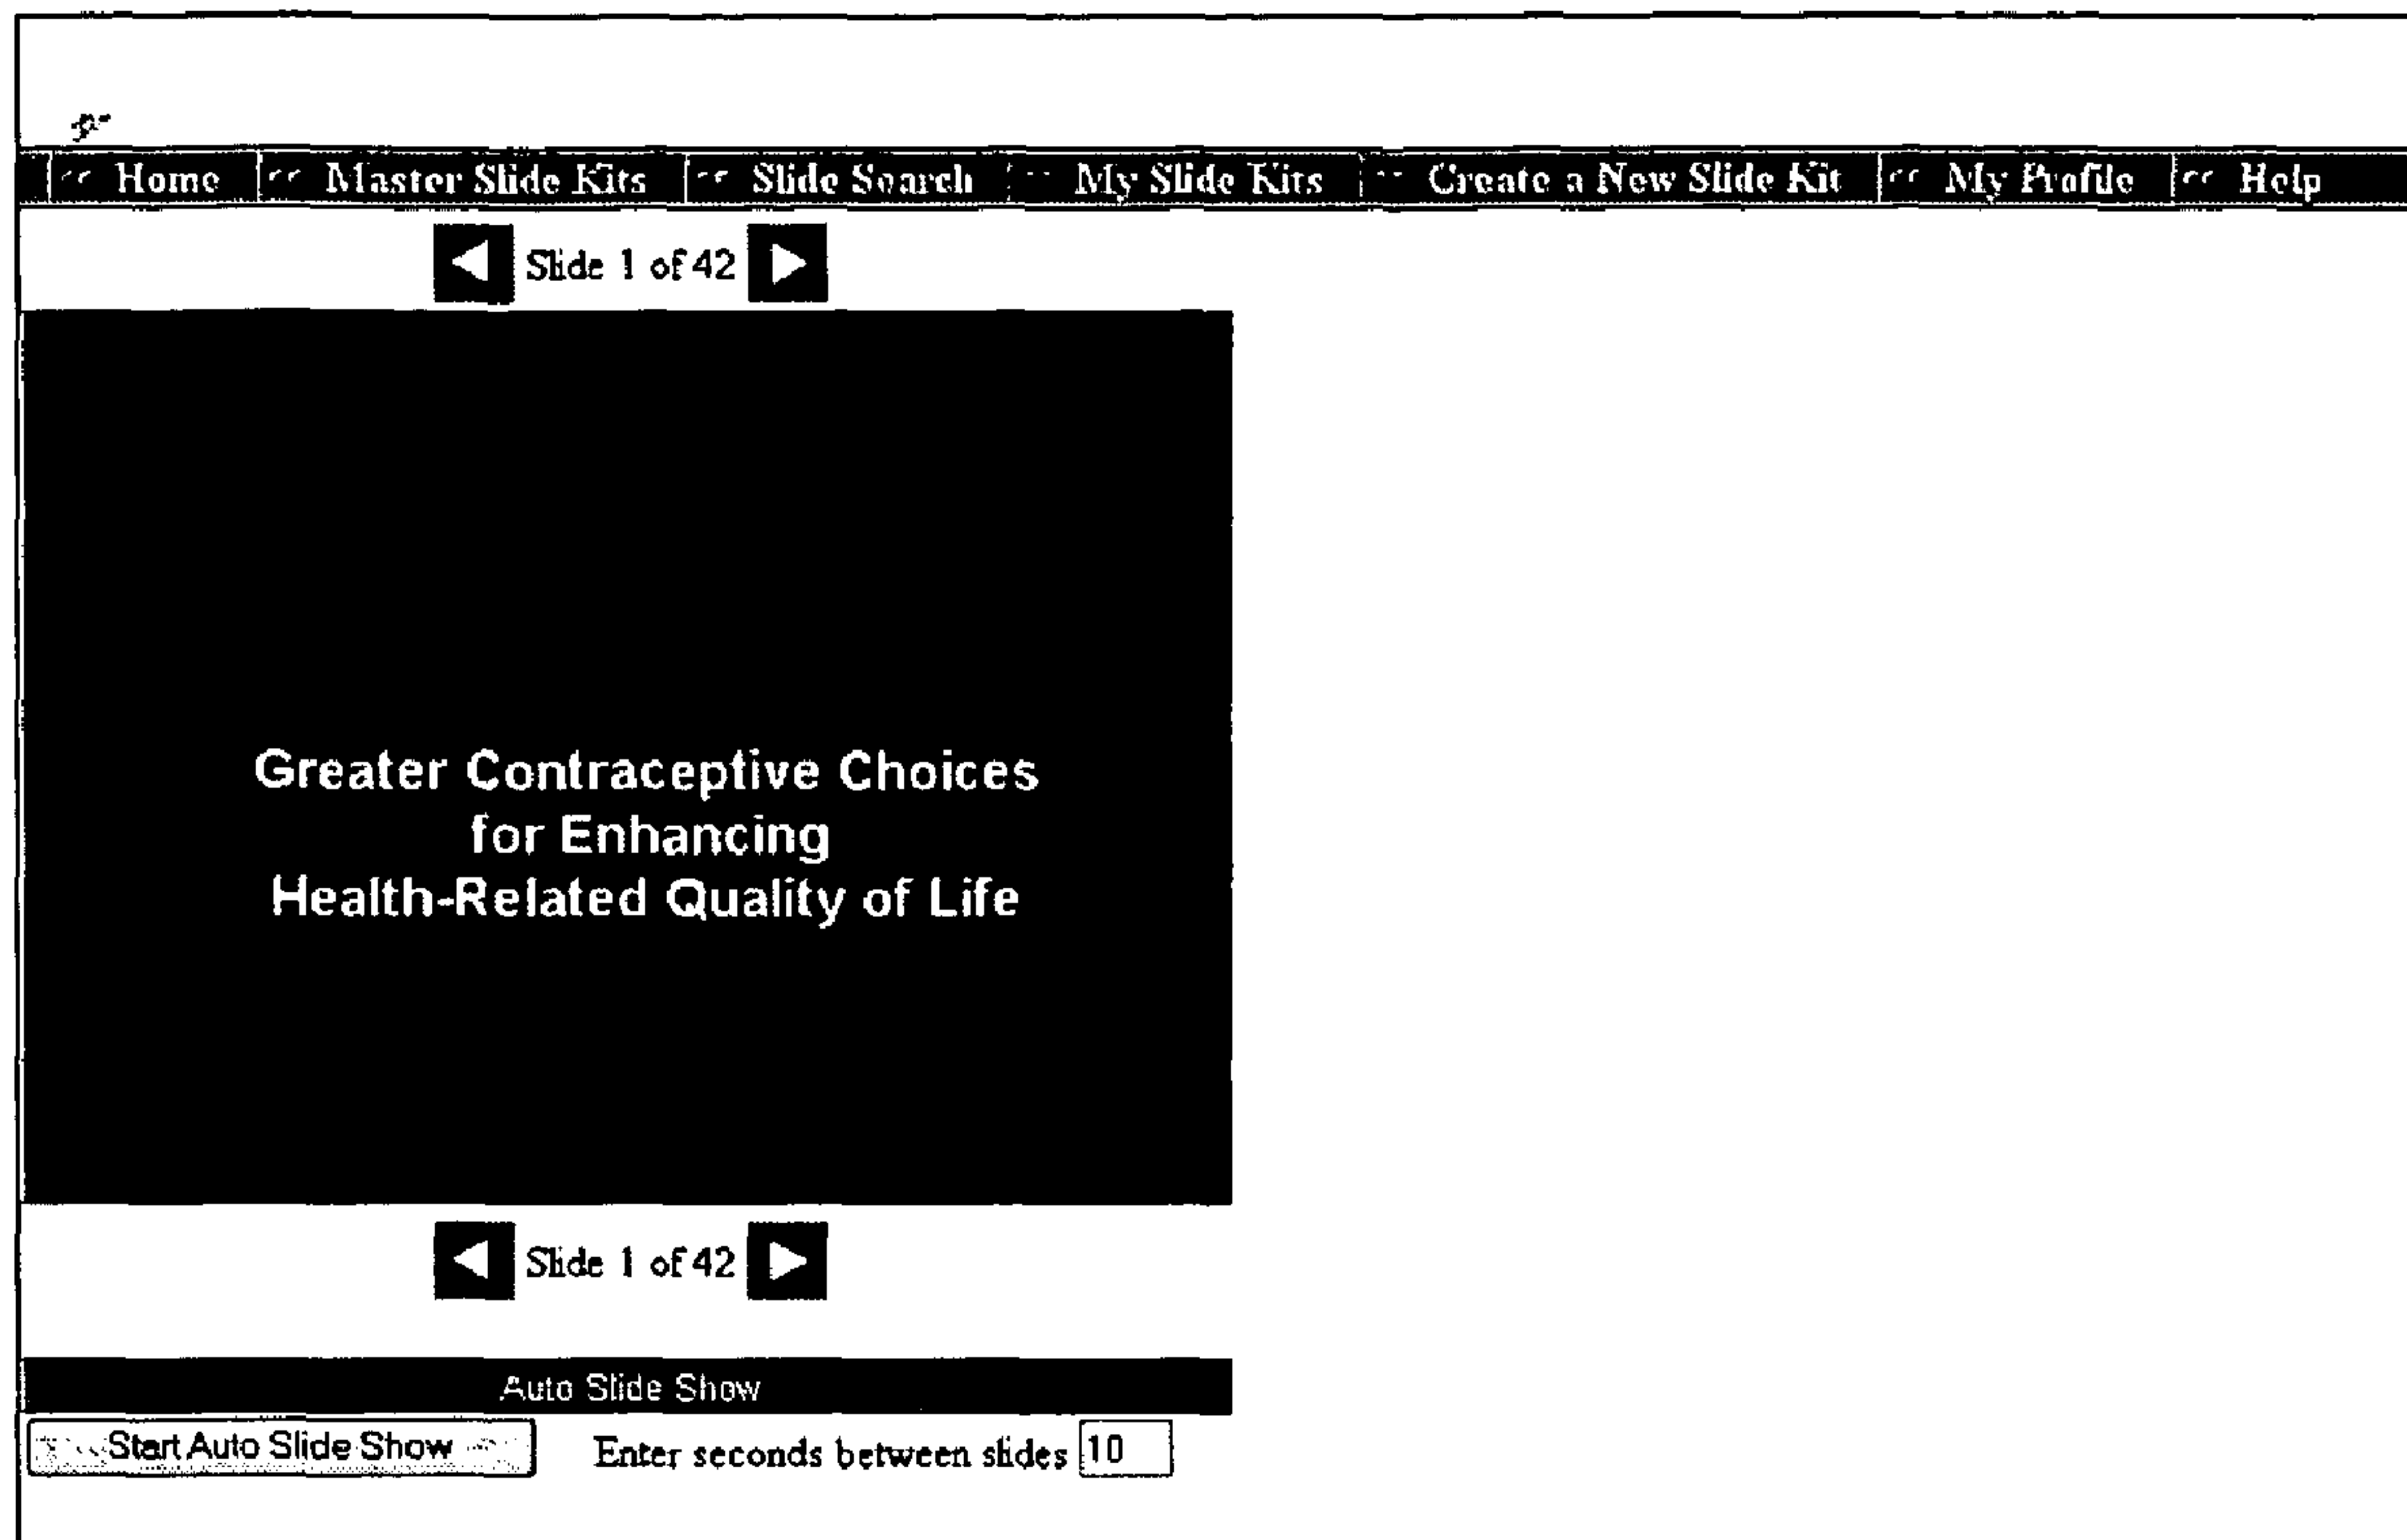 Home Master Slide Kits Slide Search My Slide Kits Create a New Slide Kit My Profile Help
Slide 1 of 42
Greater Contraceptive Choices
for Enhancing
Health-Related Quality of Life
Slide 1 of 42
Auto Slide Show
Start Auto Slide Show Enter seconds between slides 10